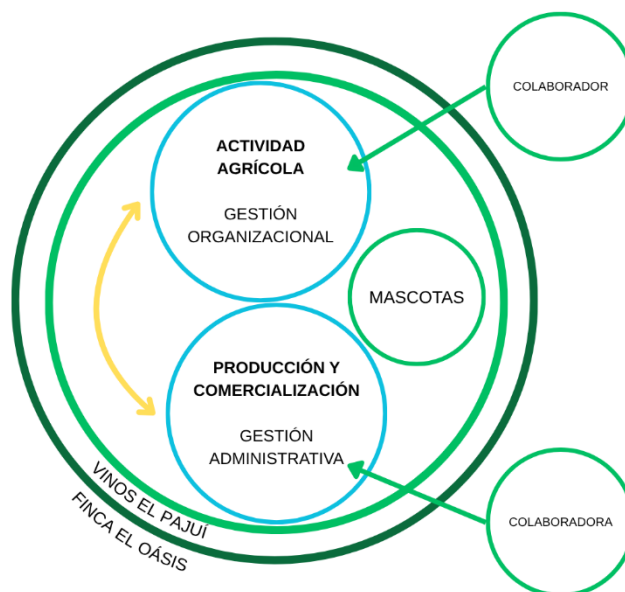 COLABORADOR
ACTIVIDAD
AGRÍCOLA
GESTIÓN
ORGANIZACIONAL
MASCOTAS
PRODUCCIÓN Y
COMERCIALIZACIÓN
GESTIÓN
ADMINISTRATIVA
COLABORADORA
VINOS EL PAJUÍ
FINCA EL OÁSIS